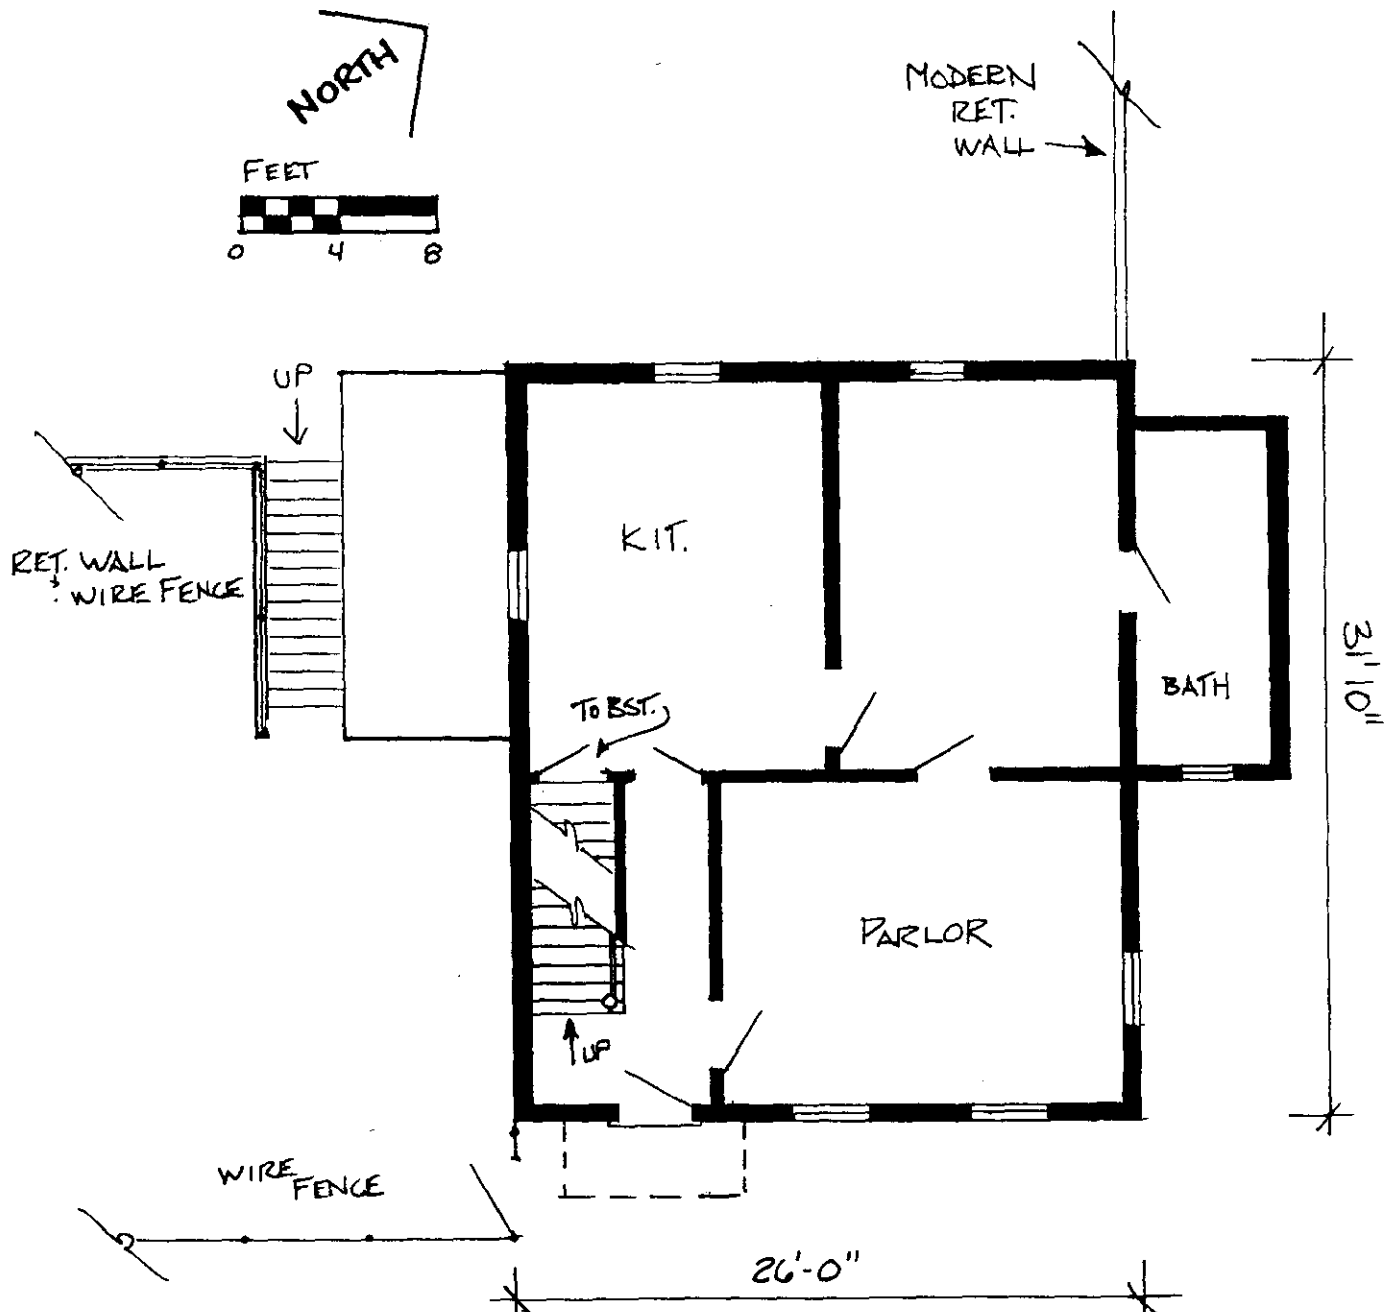 NORTH
FEET
0 4 8
MODERN
RET.
WALL
UP
RET. WALL
& WIRE FENCE
KIT.
TO BST.
BATH
31'10"
PARLOR
UP
WIRE
FENCE
26'-0"